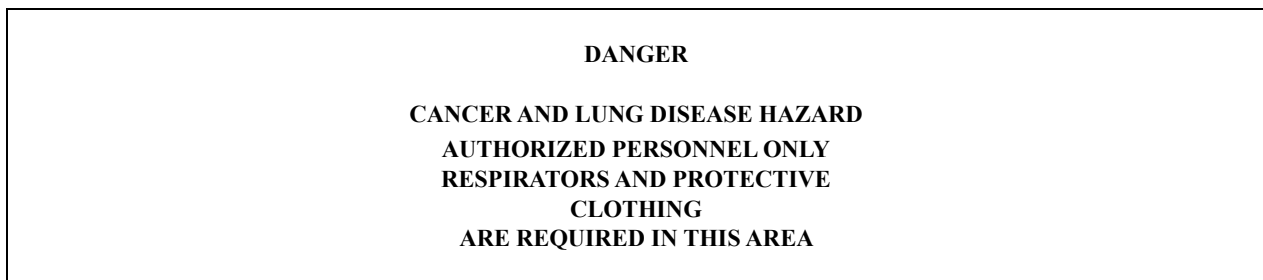 DANGER
CANCER AND LUNG DISEASE HAZARD
AUTHORIZED PERSONNEL ONLY
RESPIRATORS AND PROTECTIVE
CLOTHING
ARE REQUIRED IN THIS AREA